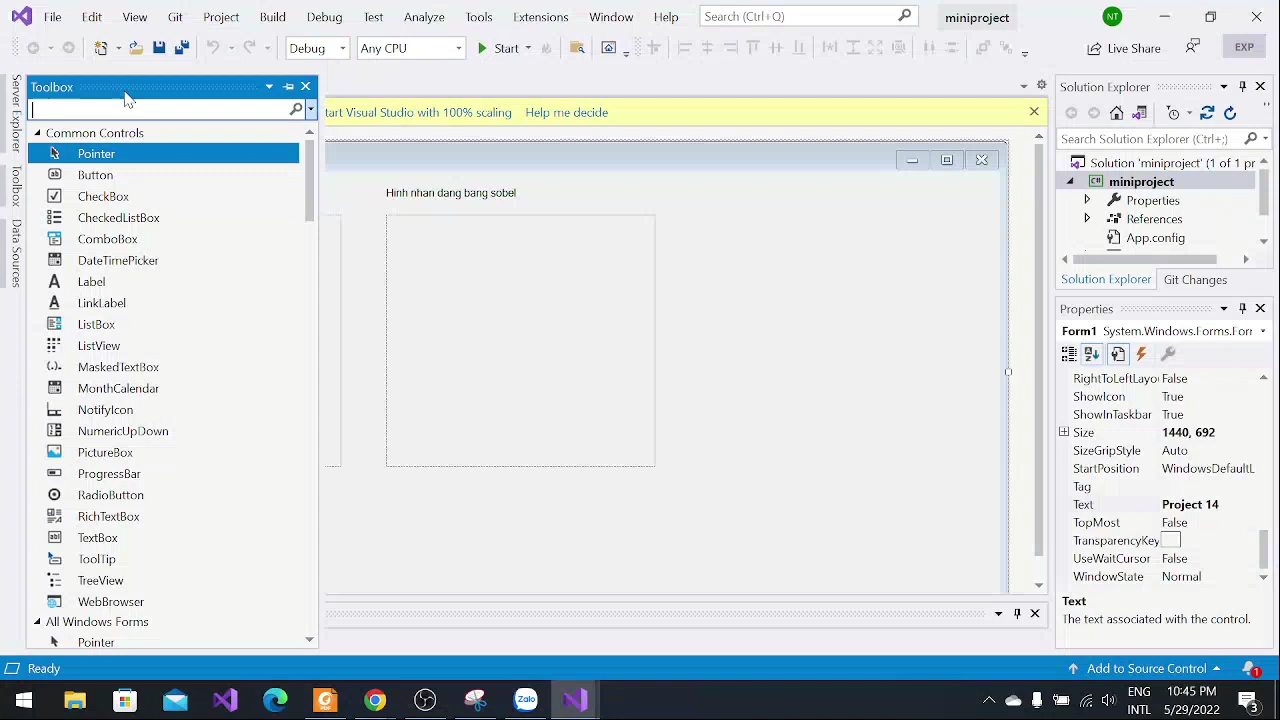 File Edit View Git Project Build Debug Test Analyze Tools Extensions Window Help Search (Ctrl+Q) miniproject NT
Debug Any CPU Start Live Share EXP
Toolbox
Common Controls
Pointer
Button
CheckBox
CheckedListBox
ComboBox
DateTimePicker
Label
LinkLabel
ListBox
ListView
MaskedTextBox
MonthCalendar
NotifyIcon
NumericUpDown
PictureBox
ProgressBar
RadioButton
RichTextBox
TextBox
ToolTip
TreeView
WebBrowser
All Windows Forms
Pointer
Server Explorer
Toolbox
Data Sources
tart Visual Studio with 100% scaling Help me decide
Hinh nhan dang bang sobel
Solution Explorer
Search Solution Explorer (Ctrl+;)
Solution 'miniproject' (1 of 1 pr
miniproject
Properties
References
App.config
Solution Explorer Git Changes
Properties
Form1 System.Windows.Forms.For
RightToLeftLayou False
ShowIcon True
ShowInTaskbar True
Size 1440, 692
SizeGripStyle Auto
StartPosition WindowsDefaultL
Tag
Text Project 14
TopMost False
TransparencyKey
UseWaitCursor False
WindowState Normal
Text
The text associated with the control.
Ready Add to Source Control 1
PDF Zalo
ENG 10:45 PM
INTL 5/29/2022 3